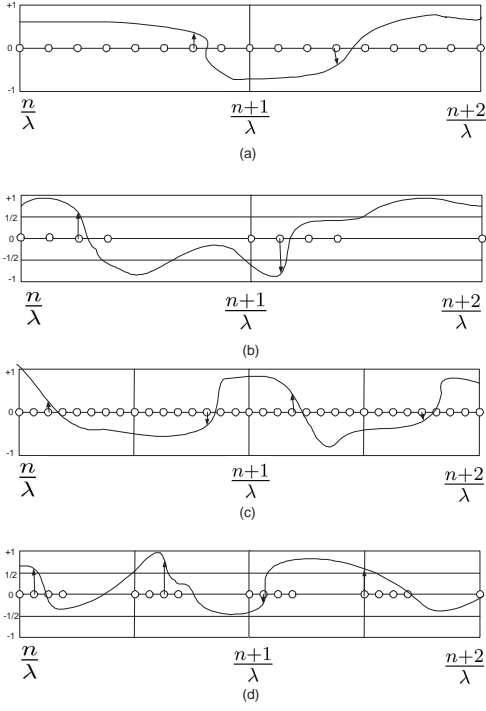 +1
0
-1
n/λ n+1/λ n+2/λ
(a)
+1
1/2
0
-1/2
-1
n/λ n+1/λ n+2/λ
(b)
+1
0
-1
n/λ n+1/λ n+2/λ
(c)
+1
1/2
0
-1/2
-1
n/λ n+1/λ n+2/λ
(d)